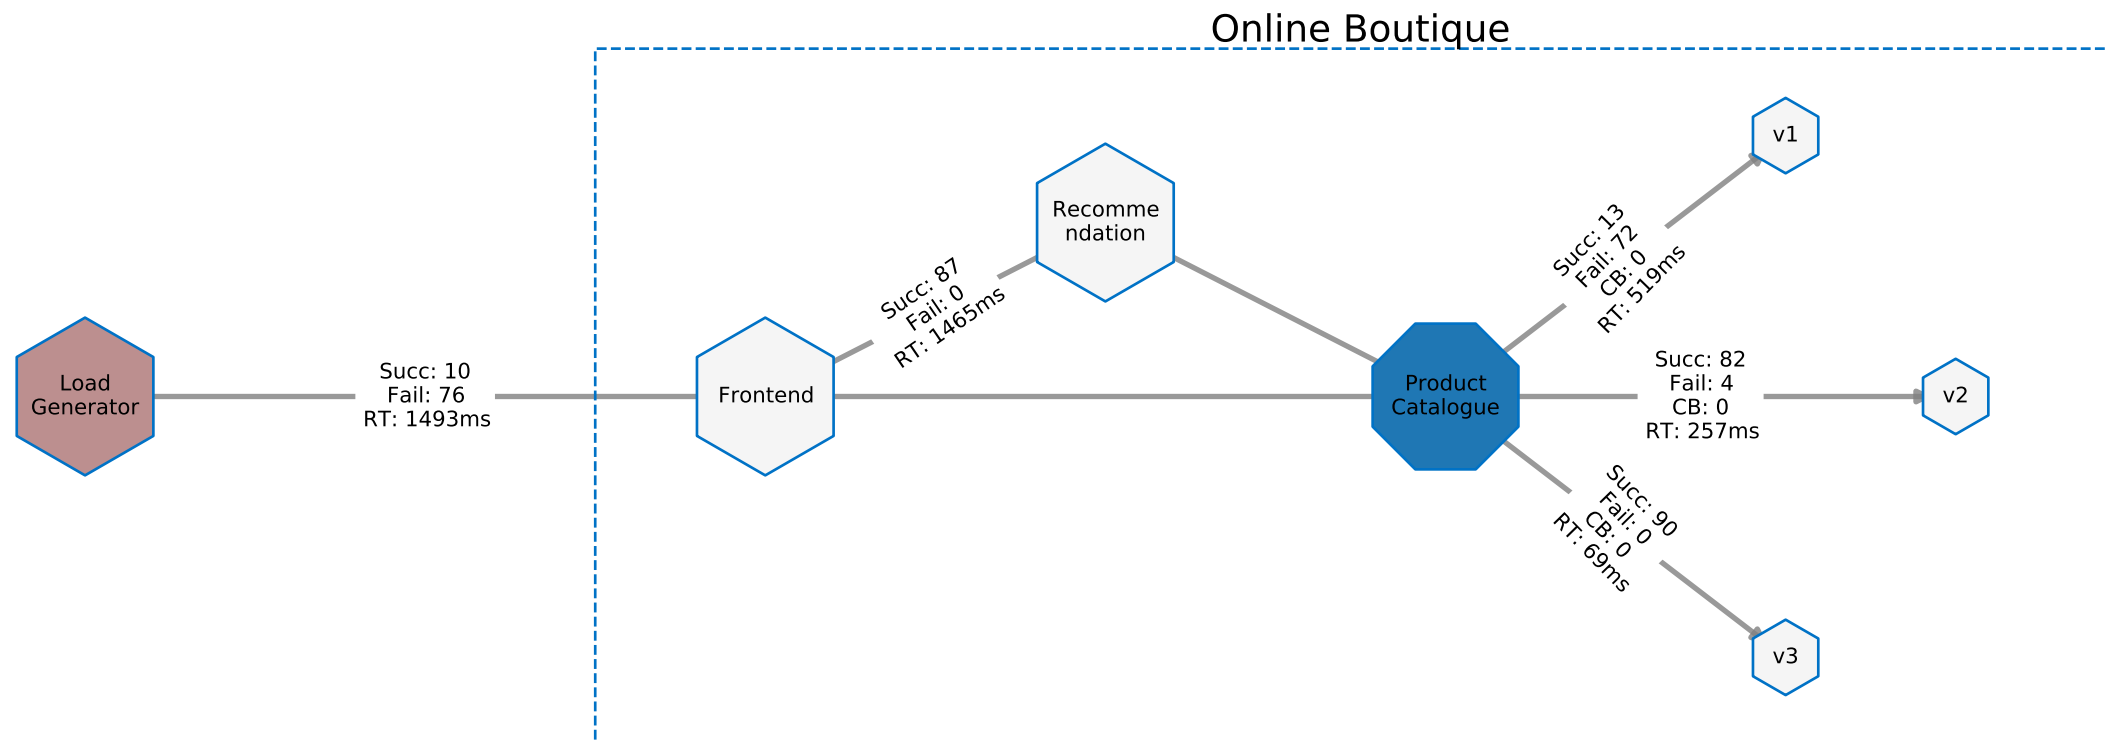 Online Boutique
Load
Generator
Succ: 10
Fail: 76
RT: 1493ms
Frontend
Succ: 87
Fail: 0
RT: 1465ms
Recomme
ndation
Product
Catalogue
Succ: 13
Fail: 72
CB: 0
RT: 519ms
v1
Succ: 82
Fail: 4
CB: 0
RT: 257ms
v2
Succ: 90
Fail: 0
CB: 0
RT: 69ms
v3